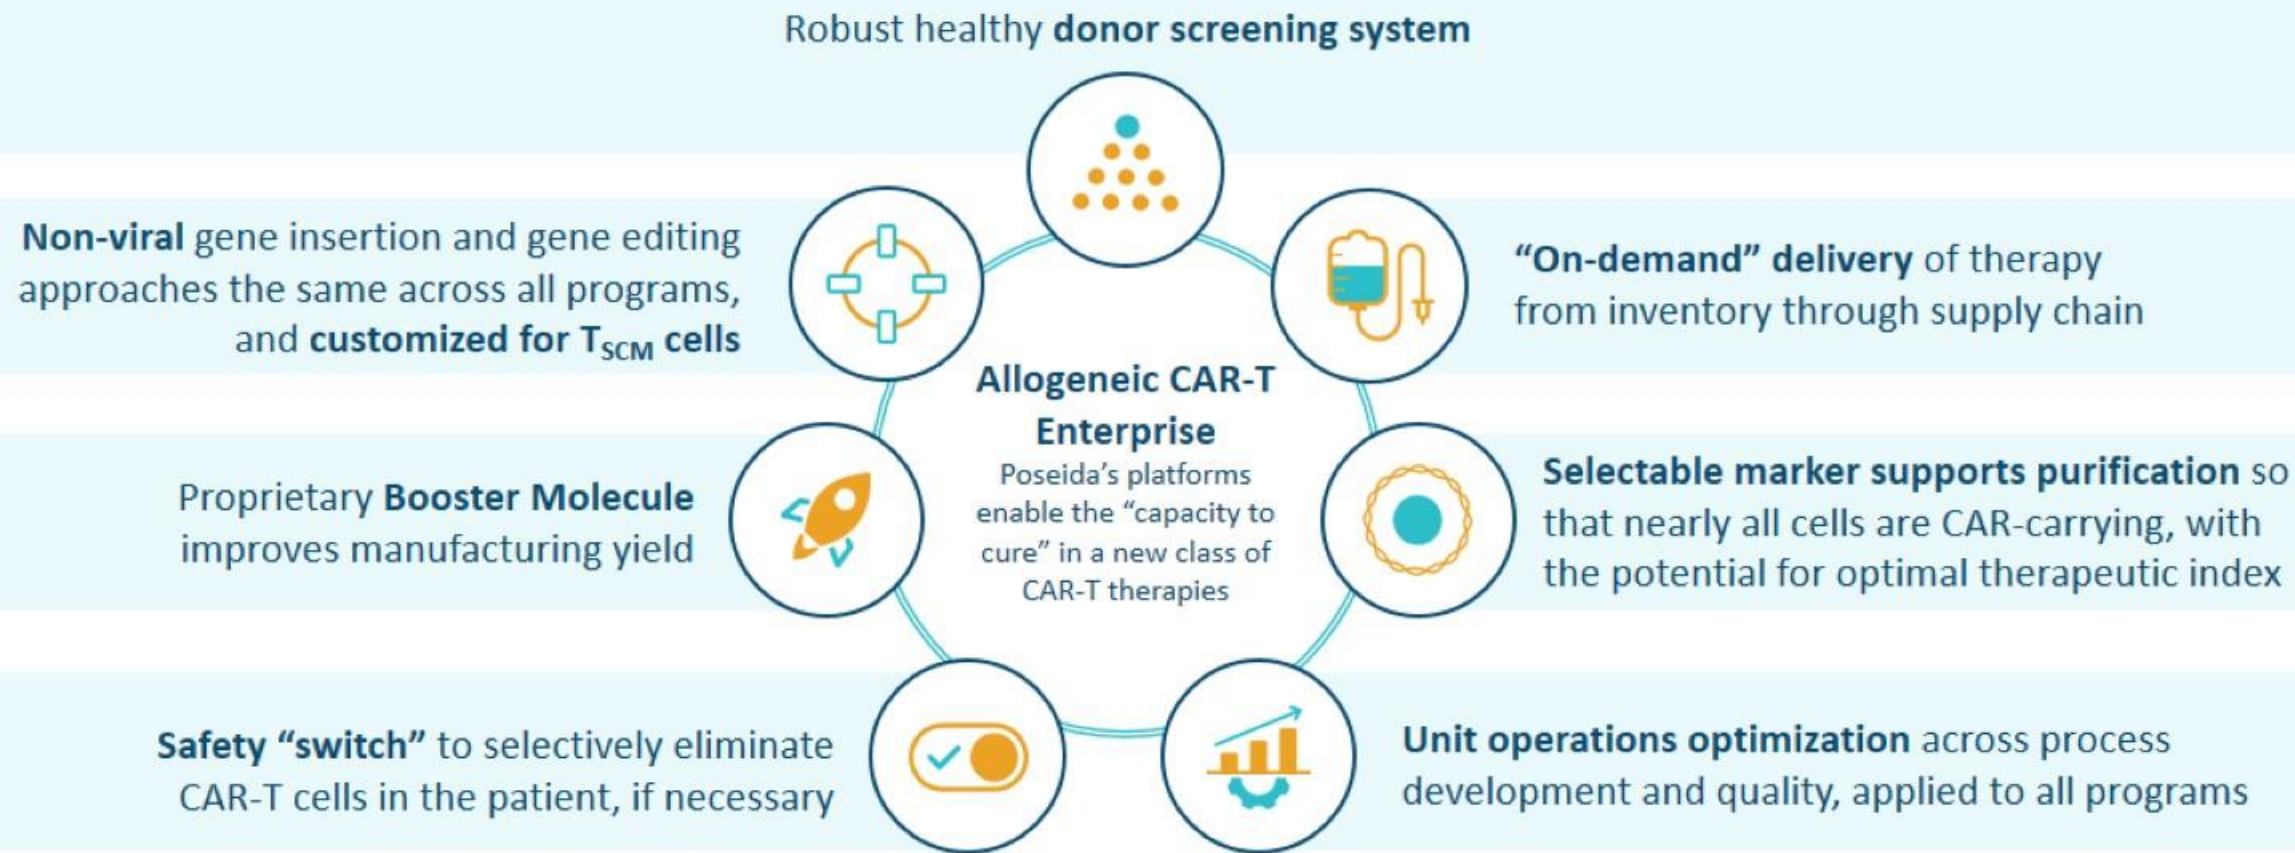 Robust healthy donor screening system
Non-viral gene insertion and gene editing
approaches the same across all programs,
and customized for TSCM cells
“On-demand” delivery of therapy
from inventory through supply chain
Allogeneic CAR-T
Enterprise
Poseida’s platforms
enable the “capacity to
cure” in a new class of
CAR-T therapies
Proprietary Booster Molecule
improves manufacturing yield
Selectable marker supports purification so
that nearly all cells are CAR-carrying, with
the potential for optimal therapeutic index
Safety “switch” to selectively eliminate
CAR-T cells in the patient, if necessary
Unit operations optimization across process
development and quality, applied to all programs